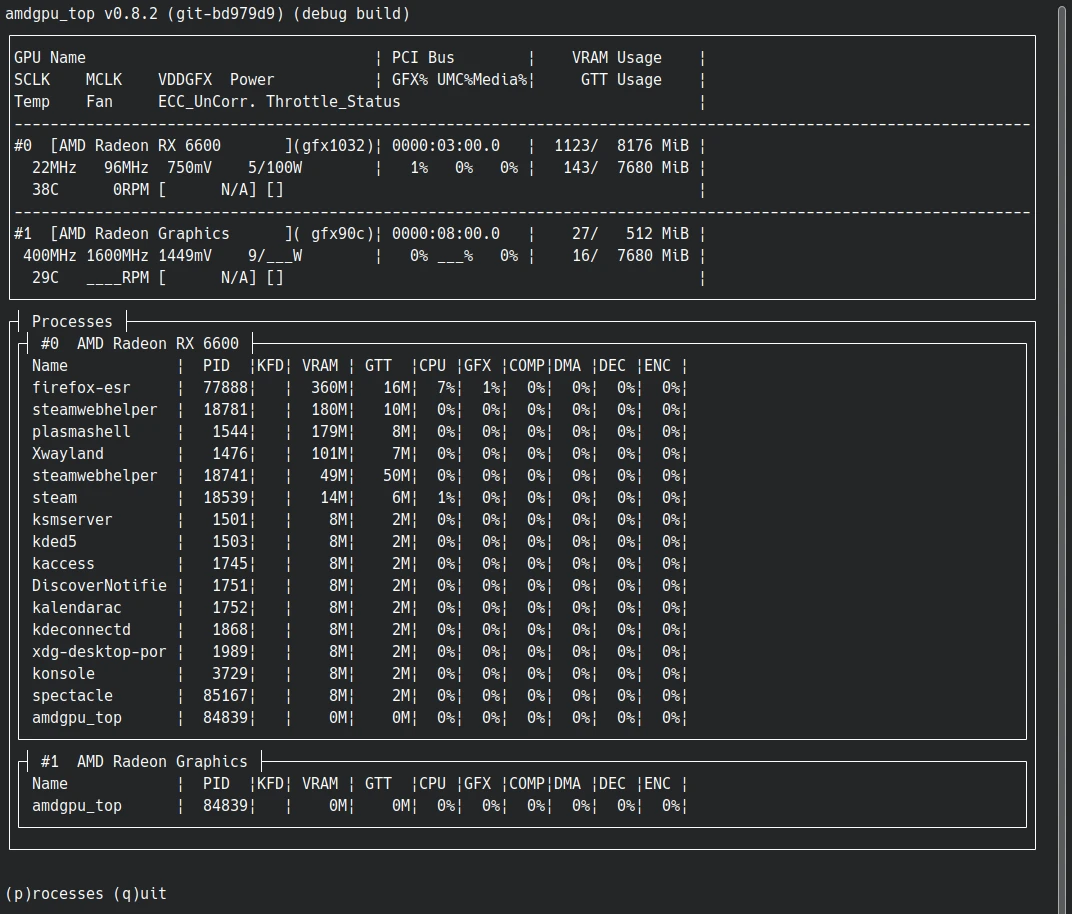 amdgpu_top v0.8.2 (git-bd979d9) (debug build)
GPU Name                                ¦ PCI Bus        ¦    VRAM Usage    ¦
SCLK    MCLK    VDDGFX  Power           ¦ GFX% UMC%Media%¦     GTT Usage    ¦
Temp    Fan     ECC_UnCorr. Throttle_Status                                 ¦
#0  [AMD Radeon RX 6600       ](gfx1032)¦ 0000:03:00.0   ¦  1123/  8176 MiB ¦
  22MHz   96MHz  750mV    5/100W        ¦   1%   0%   0% ¦   143/  7680 MiB ¦
  38C      0RPM [      N/A] []                                              ¦
#1  [AMD Radeon Graphics      ]( gfx90c)¦ 0000:08:00.0   ¦    27/   512 MiB ¦
 400MHz 1600MHz 1449mV    9/___W        ¦   0% ___%   0% ¦    16/  7680 MiB ¦
  29C   ____RPM [      N/A] []                                              ¦
Processes
#0  AMD Radeon RX 6600
Name            ¦  PID  ¦KFD¦ VRAM ¦ GTT  ¦CPU ¦GFX ¦COMP¦DMA ¦DEC ¦ENC ¦
firefox-esr     ¦  77888¦   ¦  360M¦   16M¦  7%¦  1%¦  0%¦  0%¦  0%¦  0%¦
steamwebhelper  ¦  18781¦   ¦  180M¦   10M¦  0%¦  0%¦  0%¦  0%¦  0%¦  0%¦
plasmashell     ¦   1544¦   ¦  179M¦    8M¦  0%¦  0%¦  0%¦  0%¦  0%¦  0%¦
Xwayland        ¦   1476¦   ¦  101M¦    7M¦  0%¦  0%¦  0%¦  0%¦  0%¦  0%¦
steamwebhelper  ¦  18741¦   ¦   49M¦   50M¦  0%¦  0%¦  0%¦  0%¦  0%¦  0%¦
steam           ¦  18539¦   ¦   14M¦    6M¦  1%¦  0%¦  0%¦  0%¦  0%¦  0%¦
ksmserver       ¦   1501¦   ¦    8M¦    2M¦  0%¦  0%¦  0%¦  0%¦  0%¦  0%¦
kded5           ¦   1503¦   ¦    8M¦    2M¦  0%¦  0%¦  0%¦  0%¦  0%¦  0%¦
kaccess         ¦   1745¦   ¦    8M¦    2M¦  0%¦  0%¦  0%¦  0%¦  0%¦  0%¦
DiscoverNotifie ¦   1751¦   ¦    8M¦    2M¦  0%¦  0%¦  0%¦  0%¦  0%¦  0%¦
kalendarac      ¦   1752¦   ¦    8M¦    2M¦  0%¦  0%¦  0%¦  0%¦  0%¦  0%¦
kdeconnectd     ¦   1868¦   ¦    8M¦    2M¦  0%¦  0%¦  0%¦  0%¦  0%¦  0%¦
xdg-desktop-por ¦   1989¦   ¦    8M¦    2M¦  0%¦  0%¦  0%¦  0%¦  0%¦  0%¦
konsole         ¦   3729¦   ¦    8M¦    2M¦  0%¦  0%¦  0%¦  0%¦  0%¦  0%¦
spectacle       ¦  85167¦   ¦    8M¦    2M¦  0%¦  0%¦  0%¦  0%¦  0%¦  0%¦
amdgpu_top      ¦  84839¦   ¦    0M¦    0M¦  0%¦  0%¦  0%¦  0%¦  0%¦  0%¦
#1  AMD Radeon Graphics
Name            ¦  PID  ¦KFD¦ VRAM ¦ GTT  ¦CPU ¦GFX ¦COMP¦DMA ¦DEC ¦ENC ¦
amdgpu_top      ¦  84839¦   ¦    0M¦    0M¦  0%¦  0%¦  0%¦  0%¦  0%¦  0%¦
(p)rocesses (q)uit